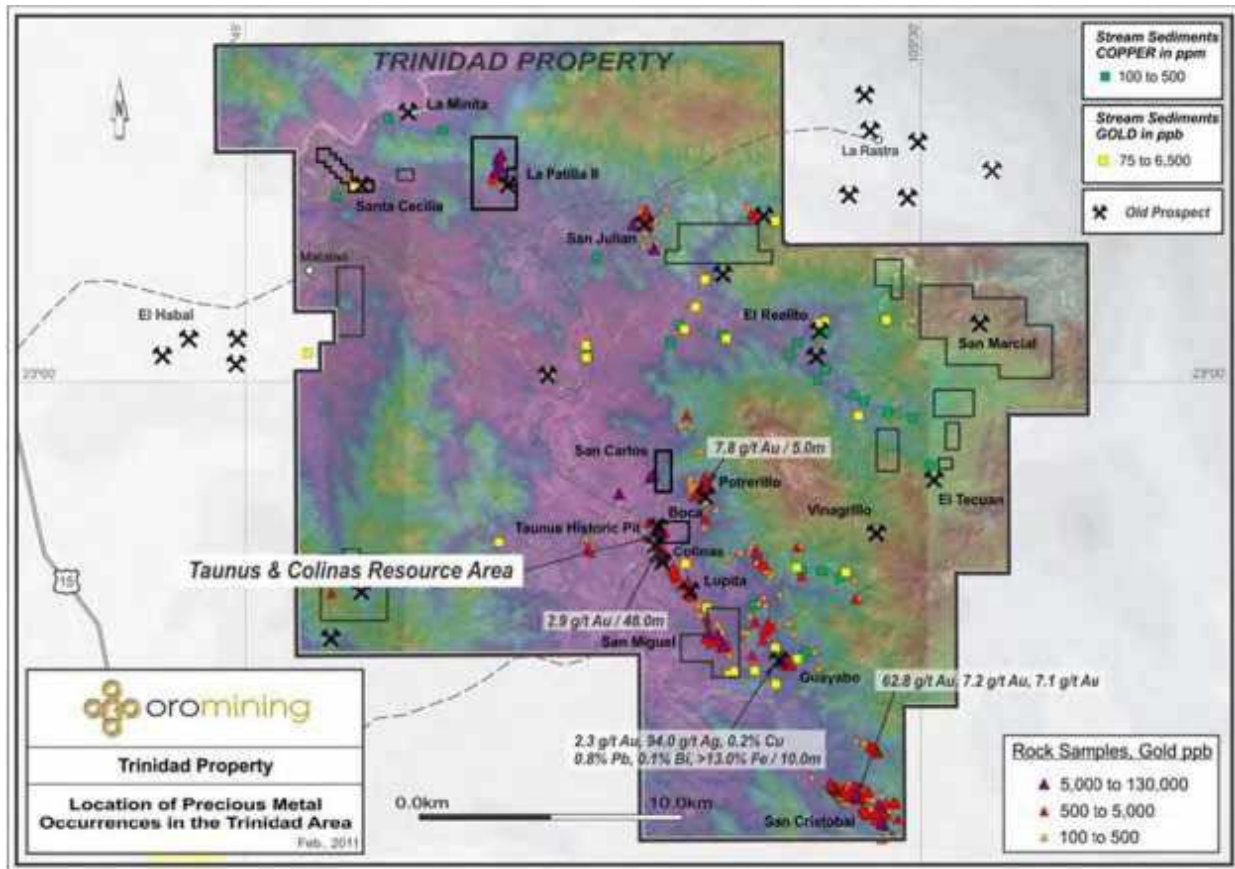 45'
105°30'
TRINIDAD PROPERTY
N
La Minita
La Rastra
Stream Sediments
COPPER in ppm
100 to 500
Stream Sediments
GOLD in ppb
75 to 6,500
Old Prospect
La Patilla II
Santa Cecilia
San Julian
El Habal
El Realito
San Marcial
23°00
23°00
San Carlos
7.8 g/t Au / 5.0m
Potrerillo
El Tecuan
Boca
Vinagrillo
Taunus Historic Pit
Colinas
Taunus & Colinas Resource Area
15
Lupita
2.9 g/t Au / 48.0m
San Miguel
Guayabo
62.8 g/t Au, 7.2 g/t Au, 7.1 g/t Au
2.3 g/t Au, 94.0 g/t Ag, 0.2% Cu
0.8% Pb, 0.1% Bi, >13.0% Fe / 10.0m
oromining
Trinidad Property
Location of Precious Metal
Occurrences in the Trinidad Area
Feb., 2011
0.0km
10.0km
San Cristobal
Rock Samples, Gold ppb
5,000 to 130,000
500 to 5,000
100 to 500